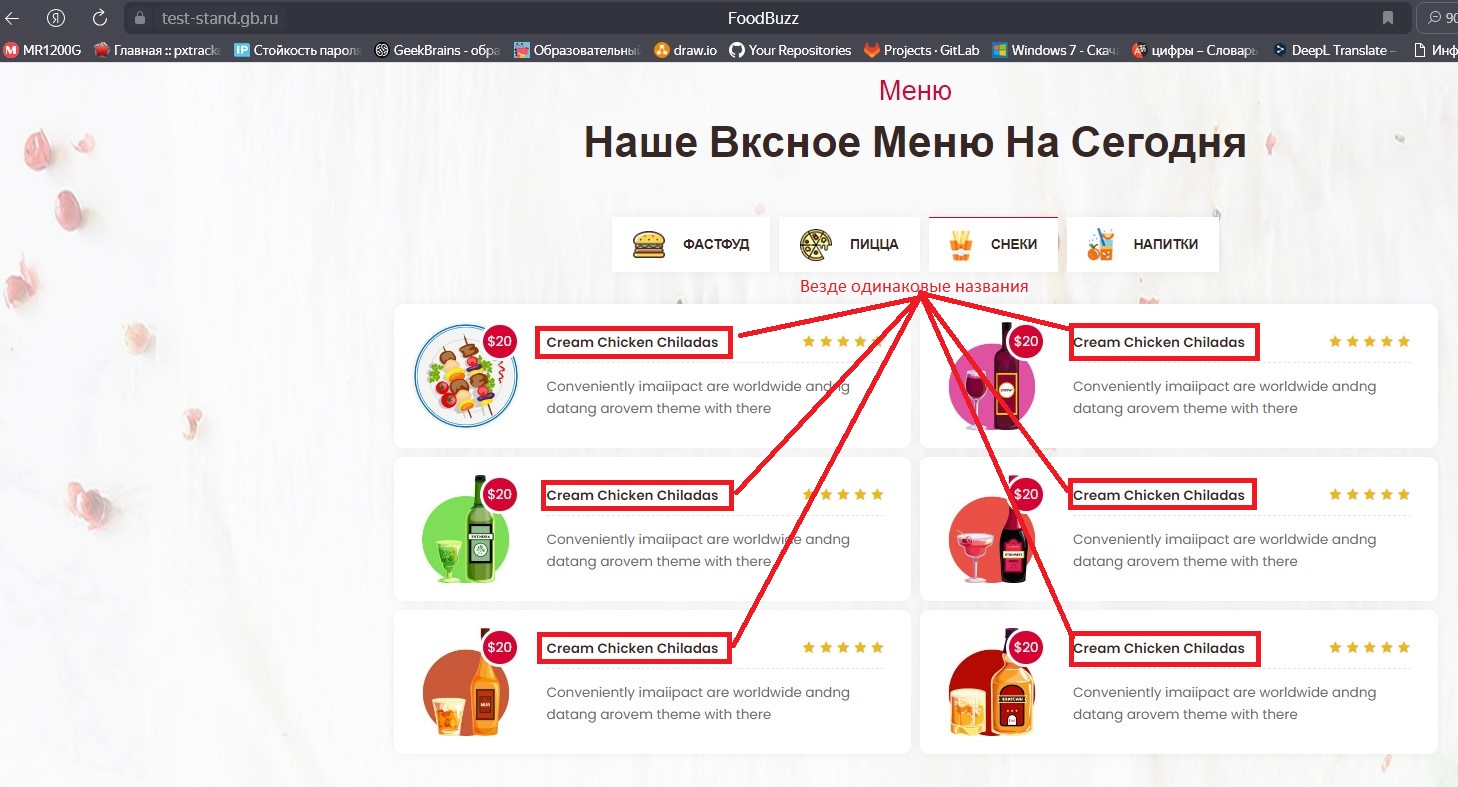 test-stand.gb.ru
FoodBuzz
90
MR1200G
Главная :: pxtrack
IP Стойкость пароля
GeekBrains - обра
Образовательны
draw.io
Your Repositories
Projects · GitLab
Windows 7 - Скача
цифры – Словарь
DeepL Translate –
Инф
Меню
Наше Вксное Меню На Сегодня
ФАСТФУД
ПИЦЦА
СНЕКИ
НАПИТКИ
Везде одинаковые названия
$20
Cream Chicken Chiladas
Conveniently imaiipact are worldwide andng
datang arovem theme with there
$20
Cream Chicken Chiladas
Conveniently imaiipact are worldwide andng
datang arovem theme with there
$20
Cream Chicken Chiladas
Conveniently imaiipact are worldwide andng
datang arovem theme with there
$20
Cream Chicken Chiladas
Conveniently imaiipact are worldwide andng
datang arovem theme with there
$20
Cream Chicken Chiladas
Conveniently imaiipact are worldwide andng
datang arovem theme with there
$20
Cream Chicken Chiladas
Conveniently imaiipact are worldwide andng
datang arovem theme with there